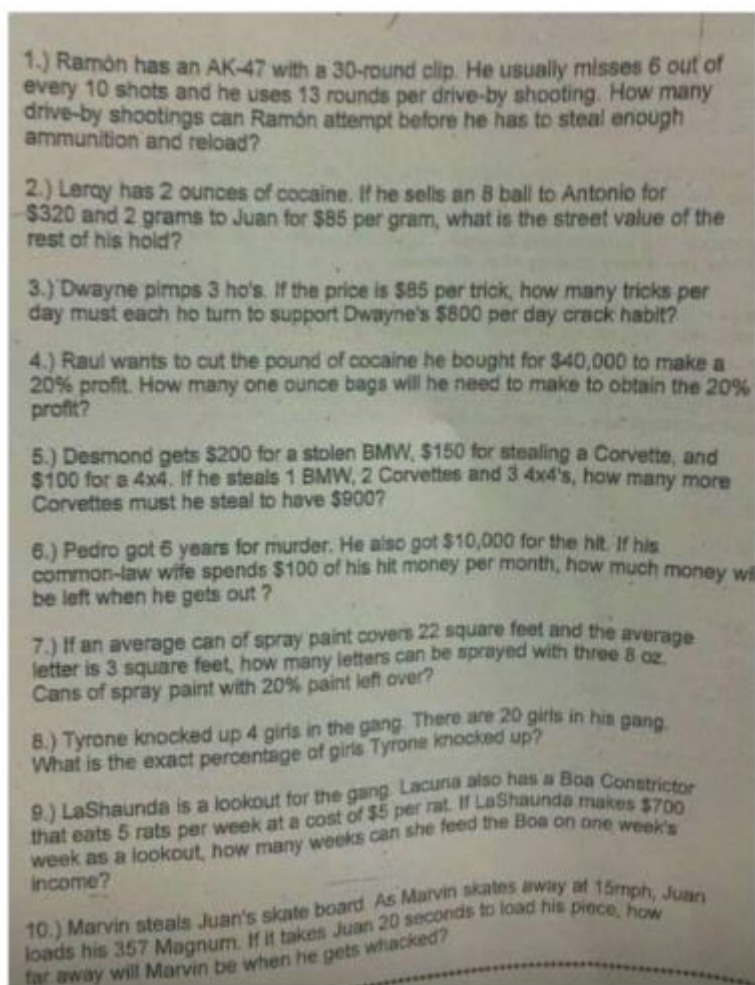 1.) Ramón has an AK-47 with a 30-round clip. He usually misses 6 out of
every 10 shots and he uses 13 rounds per drive-by shooting. How many
drive-by shootings can Ramón attempt before he has to steal enough
ammunition and reload?
2.) Leroy has 2 ounces of cocaine. If he sells an 8 ball to Antonio for
$320 and 2 grams to Juan for $85 per gram, what is the street value of the
rest of his hold?
3.) Dwayne pimps 3 ho's. If the price is $85 per trick, how many tricks per
day must each ho turn to support Dwayne's $800 per day crack habit?
4.) Raul wants to cut the pound of cocaine he bought for $40,000 to make a
20% profit. How many one ounce bags will he need to make to obtain the 20%
profit?
5.) Desmond gets $200 for a stolen BMW, $150 for stealing a Corvette, and
$100 for a 4x4. If he steals 1 BMW, 2 Corvettes and 3 4x4's, how many more
Corvettes must he steal to have $900?
6.) Pedro got 6 years for murder. He also got $10,000 for the hit. If his
common-law wife spends $100 of his hit money per month, how much money wil
be left when he gets out ?
7.) If an average can of spray paint covers 22 square feet and the average
letter is 3 square feet, how many letters can be sprayed with three 8 oz.
Cans of spray paint with 20% paint left over?
8.) Tyrone knocked up 4 girls in the gang. There are 20 girls in his gang.
What is the exact percentage of girls Tyrone knocked up?
9.) LaShaunda is a lookout for the gang. Lacuna also has a Boa Constrictor
that eats 5 rats per week at a cost of $5 per rat. If LaShaunda makes $700
week as a lookout, how many weeks can she feed the Boa on one week's
income?
10.) Marvin steals Juan's skate board. As Marvin skates away at 15mph, Juan
loads his 357 Magnum. If it takes Juan 20 seconds to load his piece, how
far away will Marvin be when he gets whacked?